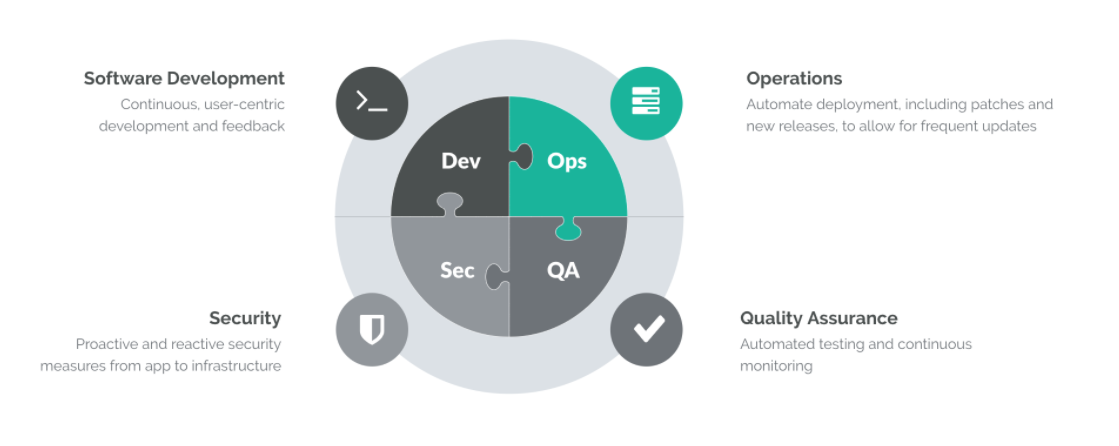 Software Development
Continuous, user-centric
development and feedback
Operations
Automate deployment, including patches and
new releases, to allow for frequent updates
Dev
Ops
Sec
QA
Security
Proactive and reactive security
measures from app to infrastructure
Quality Assurance
Automated testing and continuous
monitoring